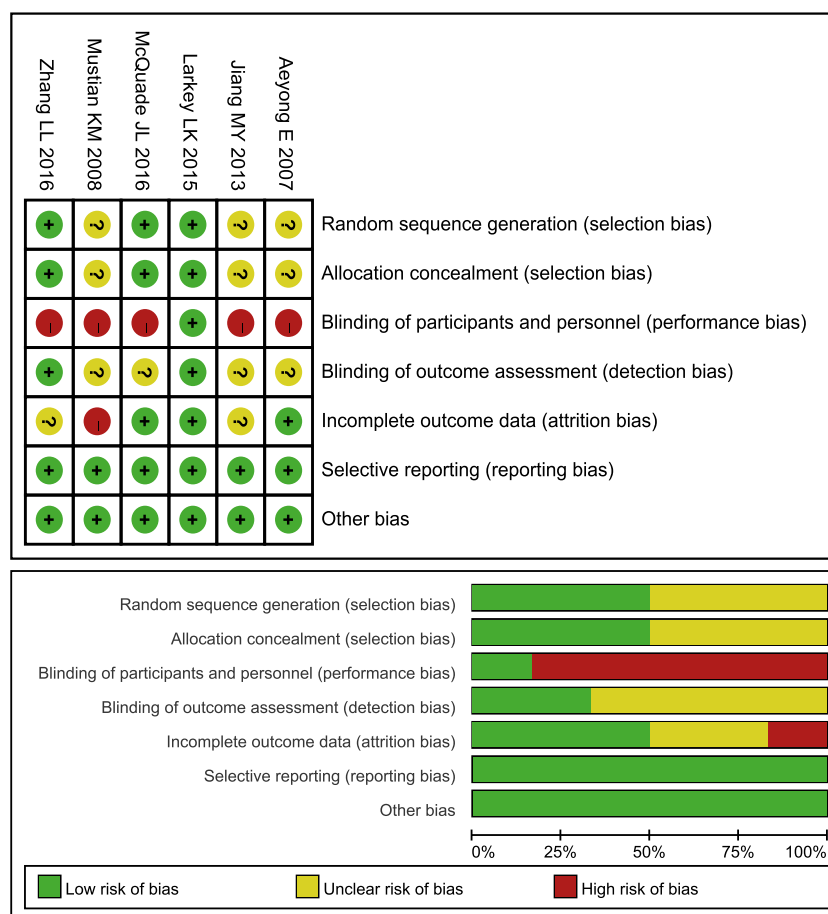 Zhang LL 2016
Mustian KM 2008
McQuade JL 2016
Larkey LK 2015
Jiang MY 2013
Aeyong E 2007
+ ? + + ? ? Random sequence generation (selection bias)
+ ? + + ? ? Allocation concealment (selection bias)
– – – + – – Blinding of participants and personnel (performance bias)
+ ? ? + ? ? Blinding of outcome assessment (detection bias)
? – + + ? + Incomplete outcome data (attrition bias)
+ + + + + + Selective reporting (reporting bias)
+ + + + + + Other bias
Random sequence generation (selection bias)
Allocation concealment (selection bias)
Blinding of participants and personnel (performance bias)
Blinding of outcome assessment (detection bias)
Incomplete outcome data (attrition bias)
Selective reporting (reporting bias)
Other bias
0% 25% 50% 75% 100%
Low risk of bias Unclear risk of bias High risk of bias